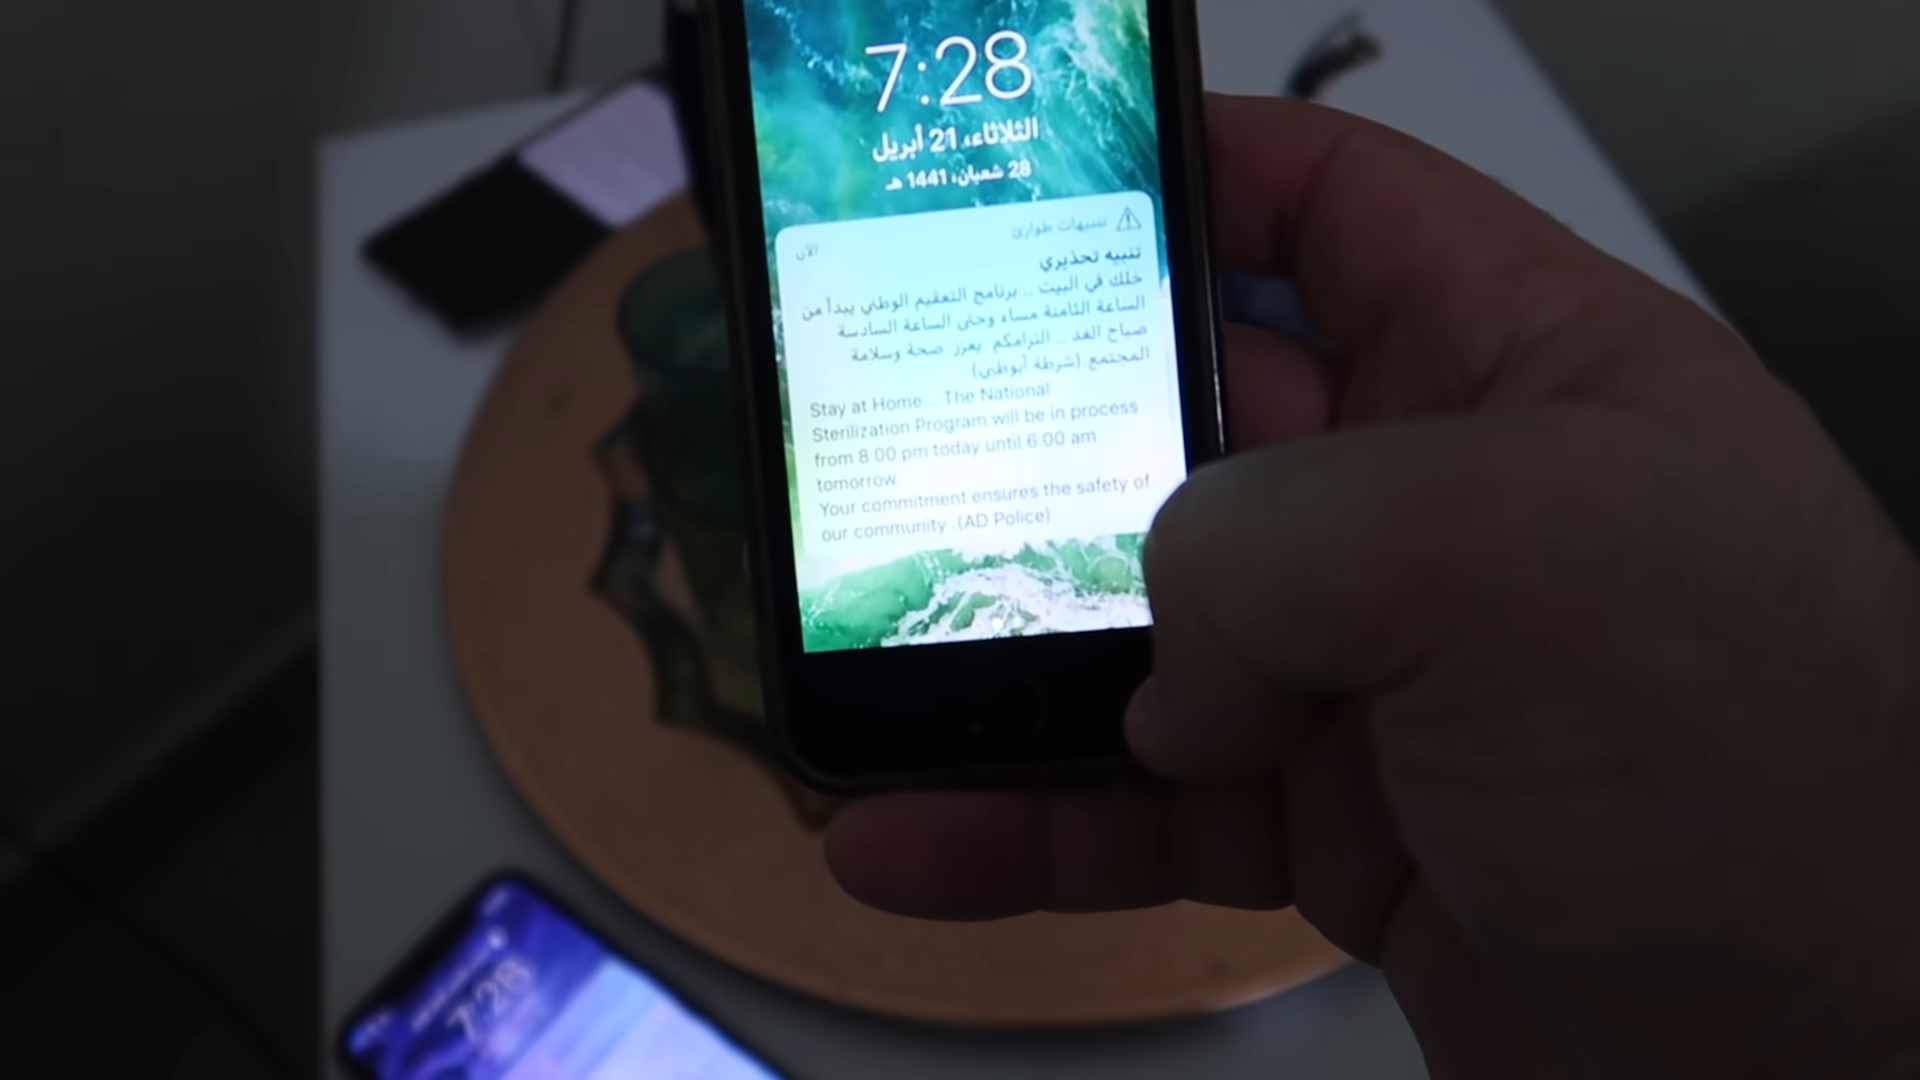 7:28
الثلاثاء، 21 أبريل
28 شعبان، 1441 هـ
تنبيهات طوارئ
الآن
تنبيه تحذيري
خلك في البيت .. برنامج التعقيم الوطني يبدأ من
الساعة الثامنة مساء وحتى الساعة السادسة
صباح الغد .. التزامكم يعزز صحة وسلامة
المجتمع.(شرطة أبوظبي)
Stay at Home... The National
Sterilization Program will be in process
from 8:00 pm today until 6:00 am
tomorrow.
Your commitment ensures the safety of
our community .(AD Police)
7:28